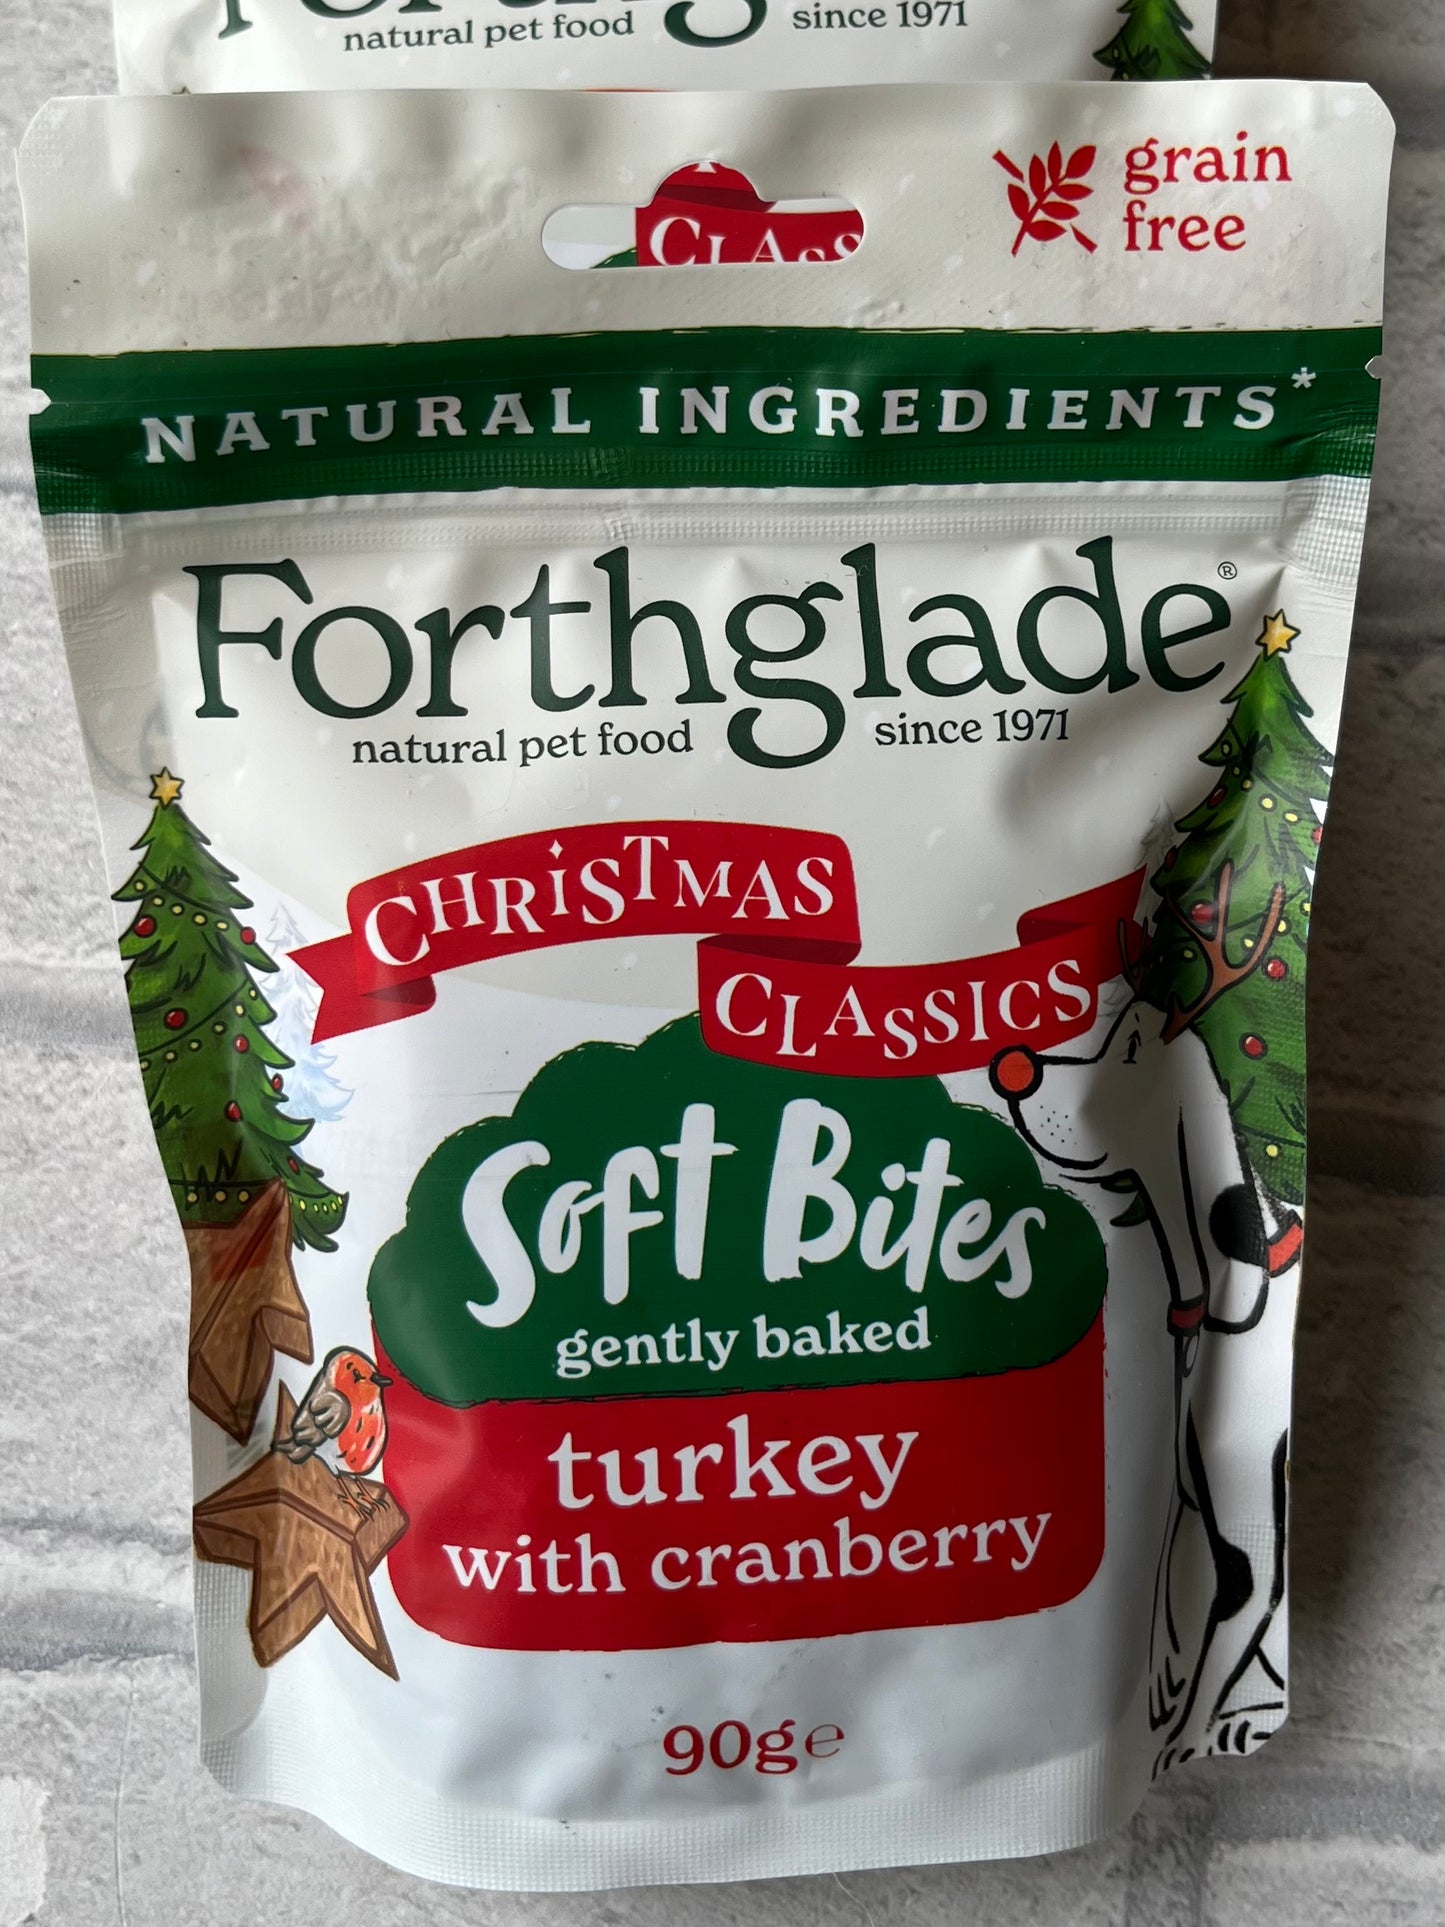 natural pet food since 1971
grain
free
NATURAL INGREDIENTS*
Forthglade®
natural pet food since 1971
CHRISTMAS
CLASSICS
Soft Bites
gently baked
turkey
with cranberry
90g℮